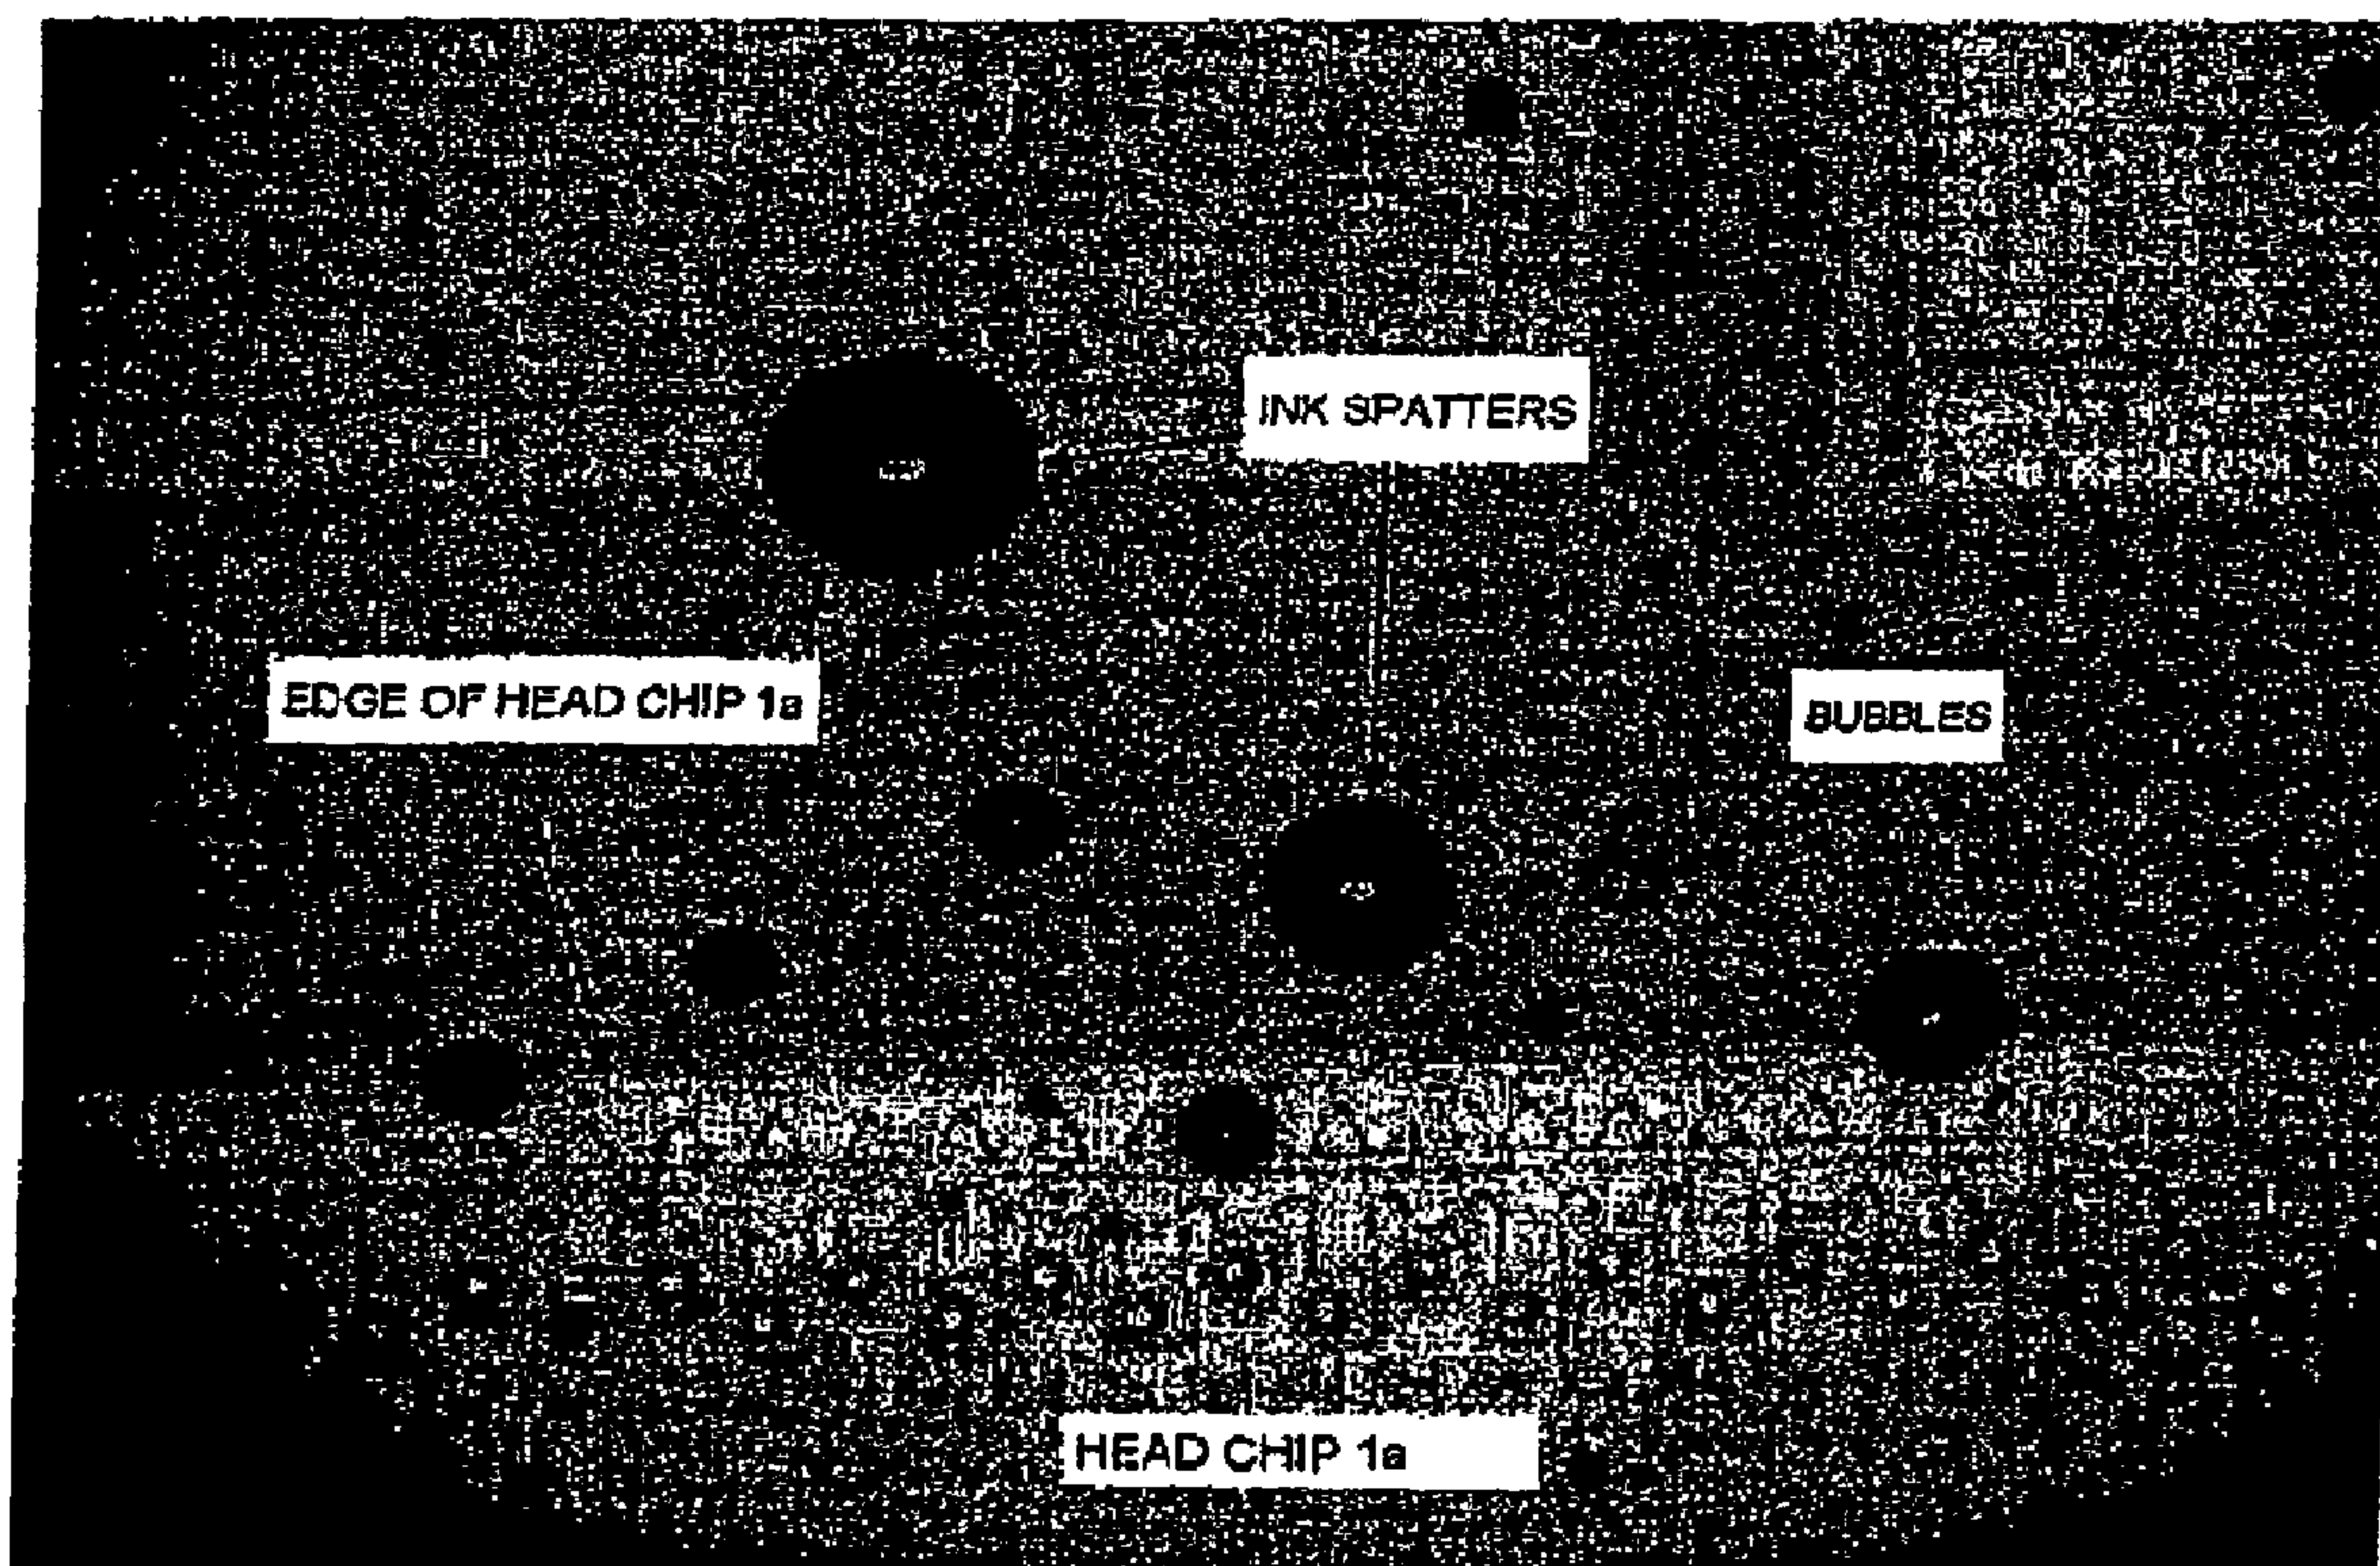 INK SPATTERS
EDGE OF HEAD CHIP 1a
BUBBLES
HEAD CHIP 1a